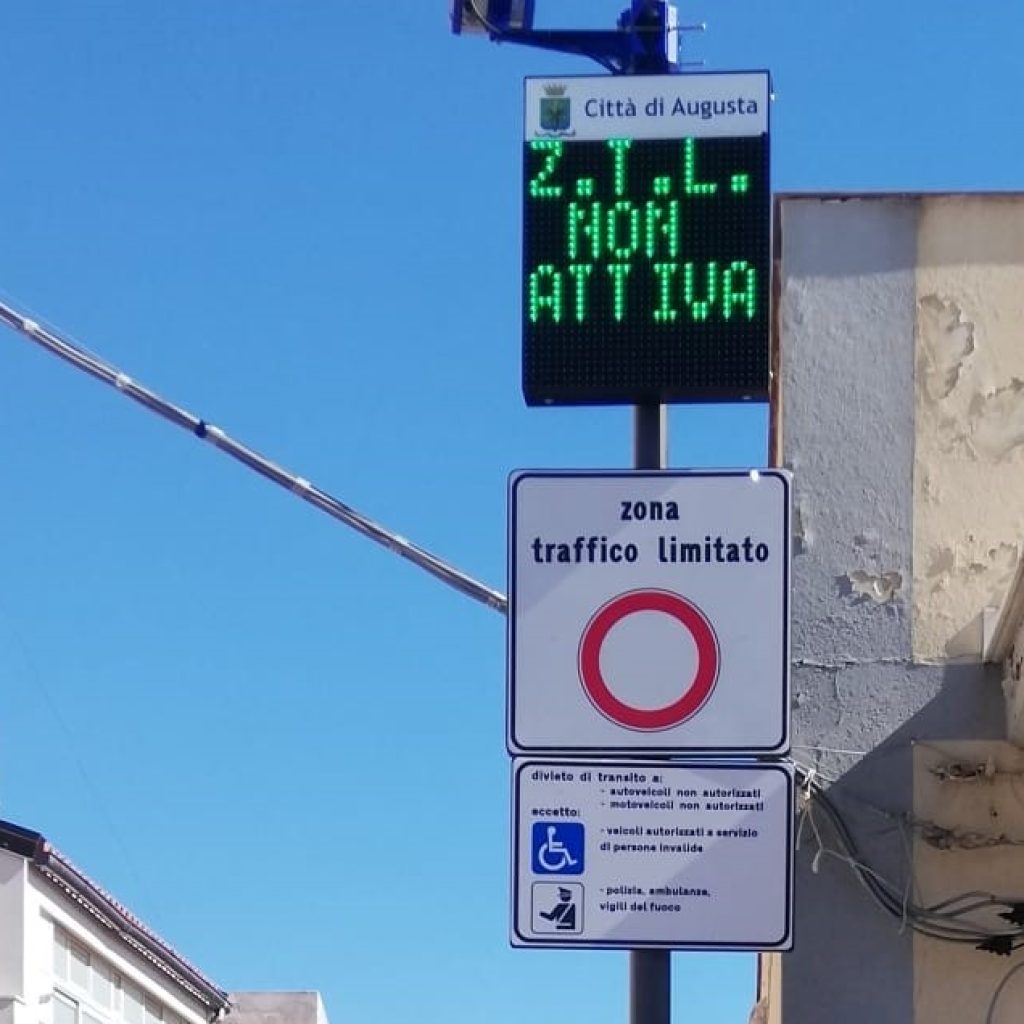 Città di Augusta
Z.T.L.
NON
ATTIVA
zona
traffico limitato
divieto di transito a:
- autoveicoli non autorizzati
- motoveicoli non autorizzati
eccetto:
- veicoli autorizzati a servizio
di persone invalide
- polizia, ambulanze,
vigili del fuoco